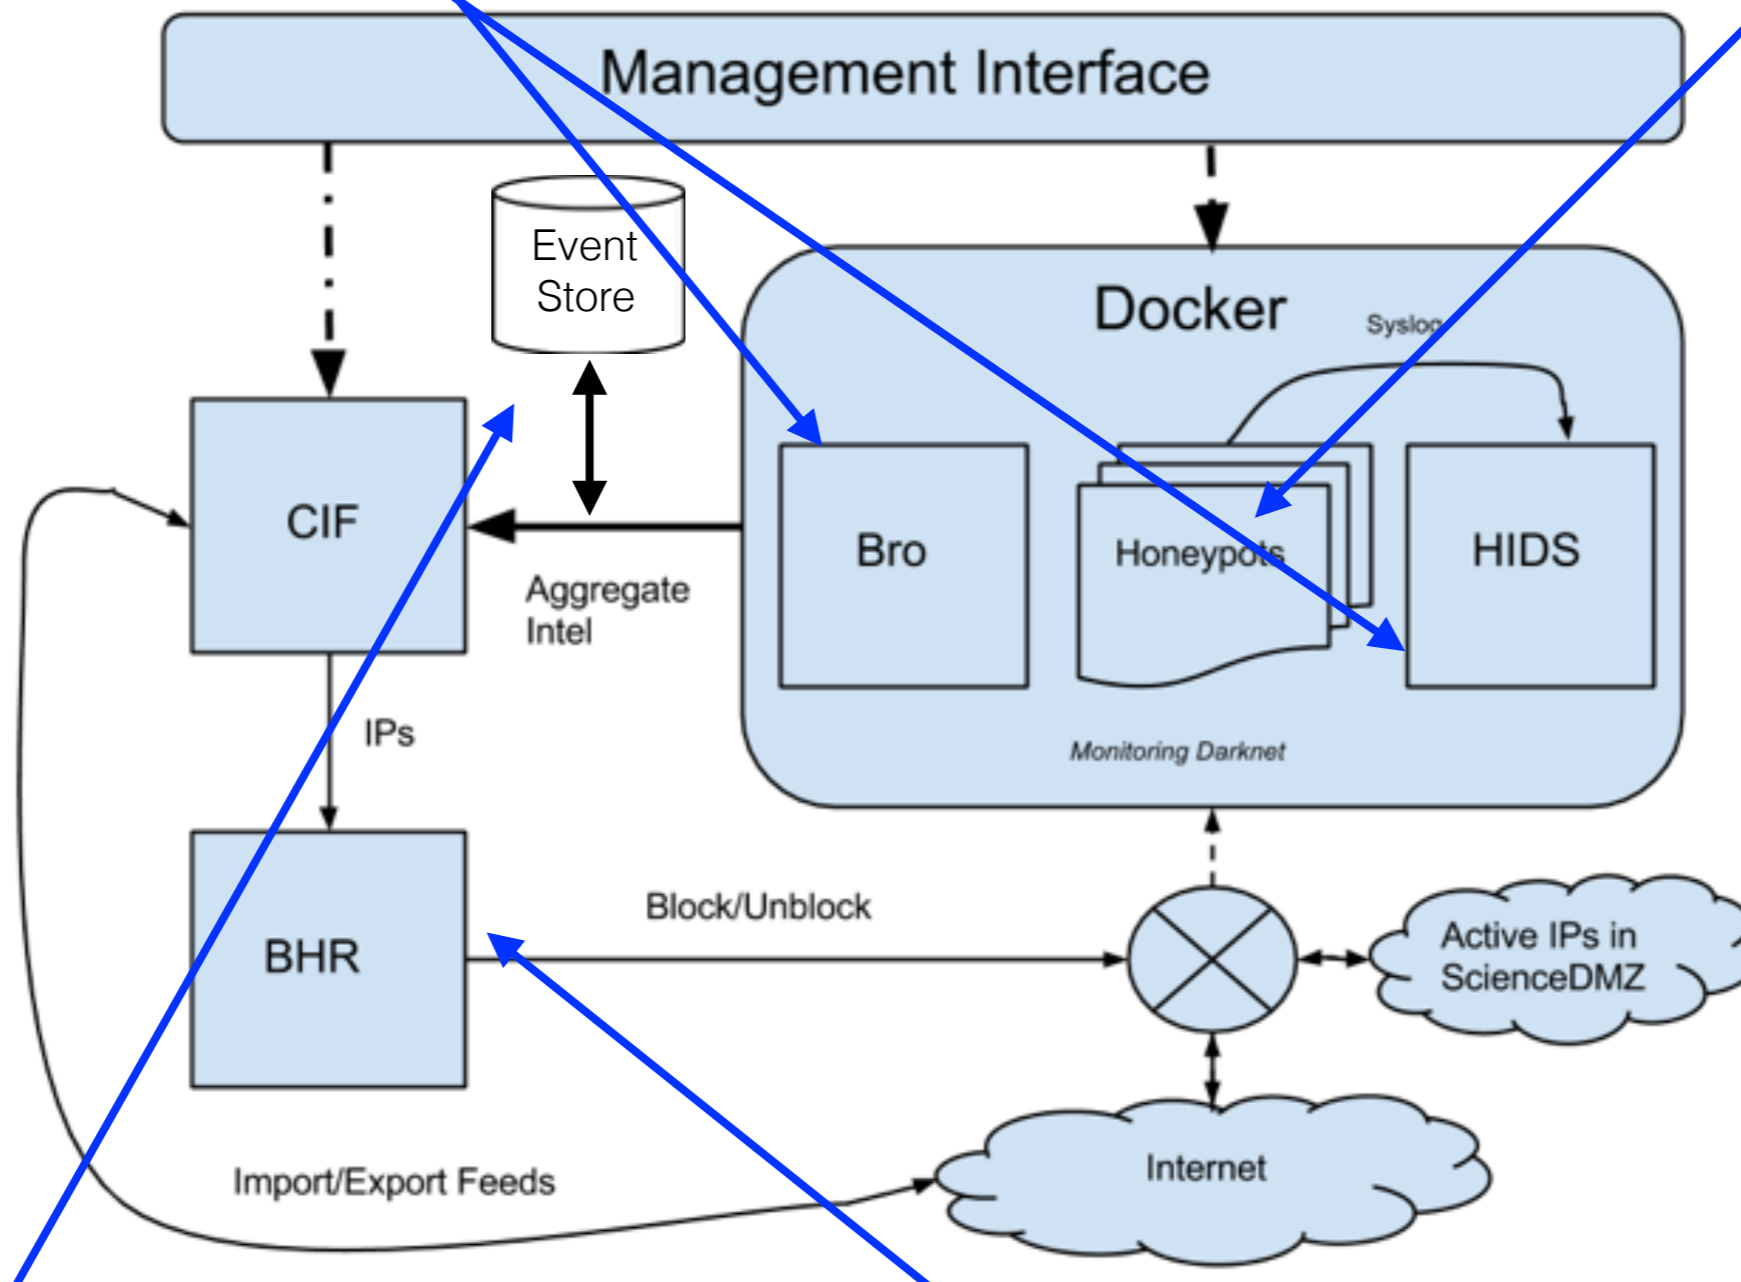 Management Interface
Event
Store
Docker
Syslog
CIF
Bro
Honeypots
HIDS
Aggregate
Intel
IPs
Monitoring Darknet
Block/Unblock
BHR
Active IPs in
ScienceDMZ
Import/Export Feeds
Internet